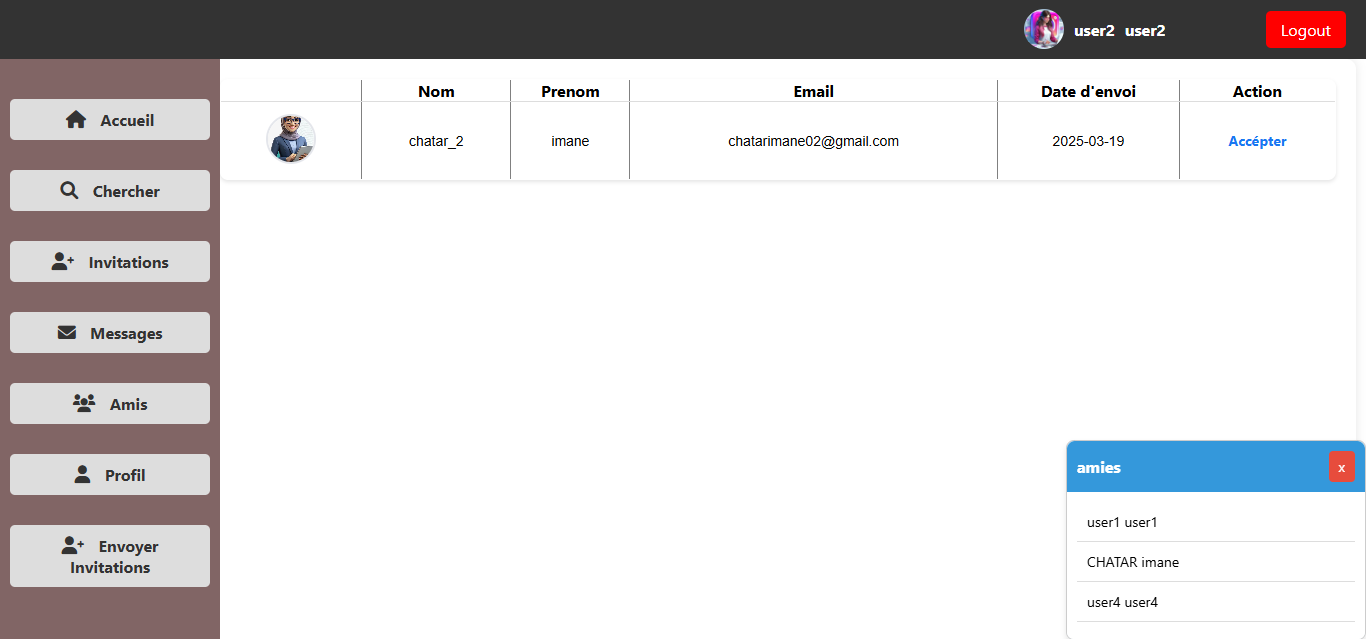 user2 user2
Logout
Accueil
Chercher
Invitations
Messages
Amis
Profil
Envoyer
Invitations
Nom Prenom Email Date d'envoi Action
chatar_2 imane chatarimane02@gmail.com 2025-03-19 Accépter
amies x
user1 user1
CHATAR imane
user4 user4